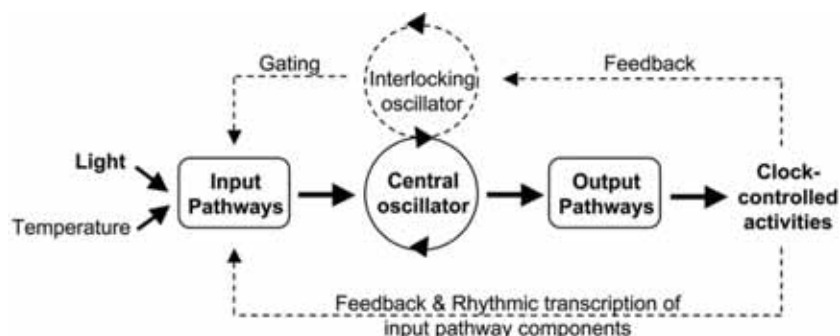 Gating
Interlocking
oscillator
Feedback
Light
Temperature
Input
Pathways
Central
oscillator
Output
Pathways
Clock-
controlled
activities
Feedback & Rhythmic transcription of
input pathway components